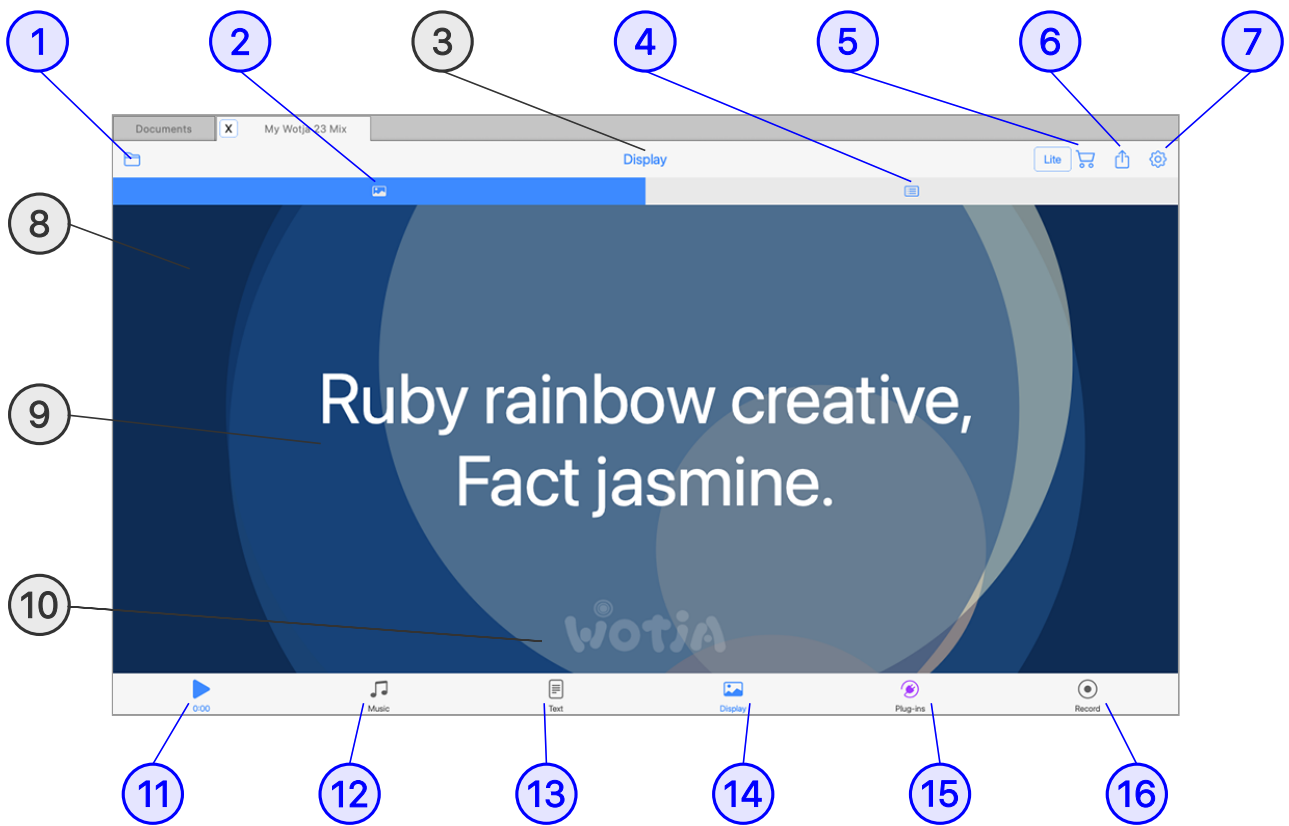 1 2 3 4 5 6 7
Documents X My Wotja 23 Mix
Display Lite
8
Ruby rainbow creative,
9
Fact jasmine.
10
WOTJA
0:00 Music Text Display Plug-ins Record
11 12 13 14 15 16